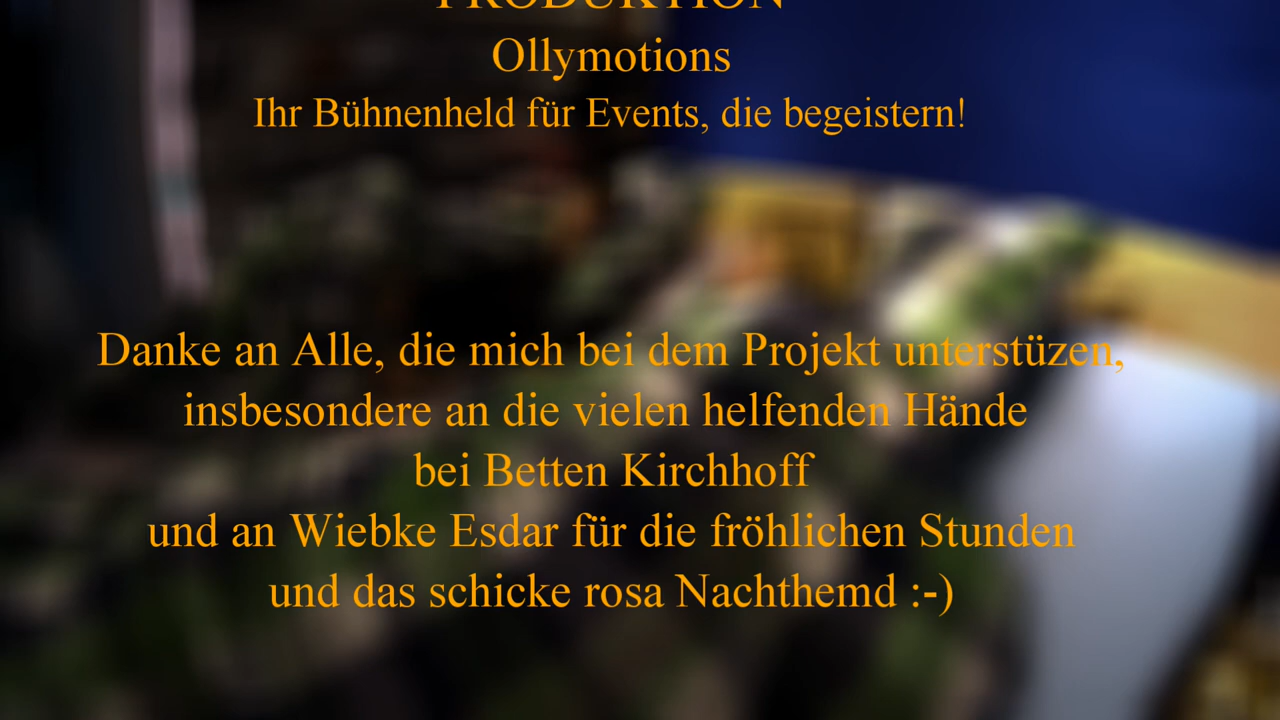 PRODUKTION
Ollymotions
Ihr Bühnenheld für Events, die begeistern!
Danke an Alle, die mich bei dem Projekt unterstüzen,
insbesondere an die vielen helfenden Hände
bei Betten Kirchhoff
und an Wiebke Esdar für die fröhlichen Stunden
und das schicke rosa Nachthemd :-)